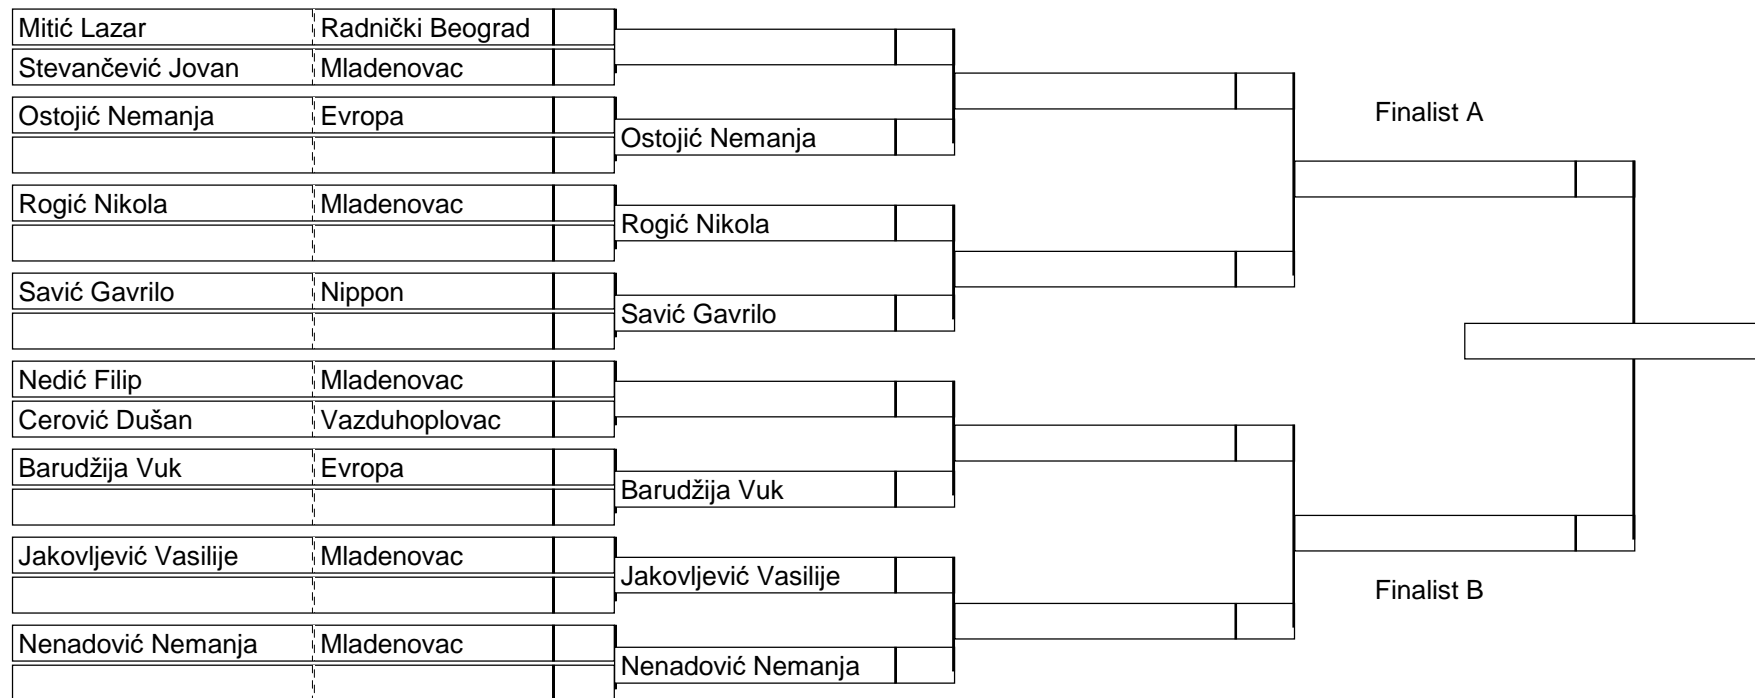 Mitić Lazar Radnički Beograd
Stevančević Jovan Mladenovac
Ostojić Nemanja Evropa
Finalist A
Ostojić Nemanja
Rogić Nikola Mladenovac
Rogić Nikola
Savić Gavrilo Nippon
Savić Gavrilo
Nedić Filip Mladenovac
Cerović Dušan Vazduhoplovac
Barudžija Vuk Evropa
Barudžija Vuk
Jakovljević Vasilije Mladenovac
Jakovljević Vasilije
Finalist B
Nenadović Nemanja Mladenovac
Nenadović Nemanja